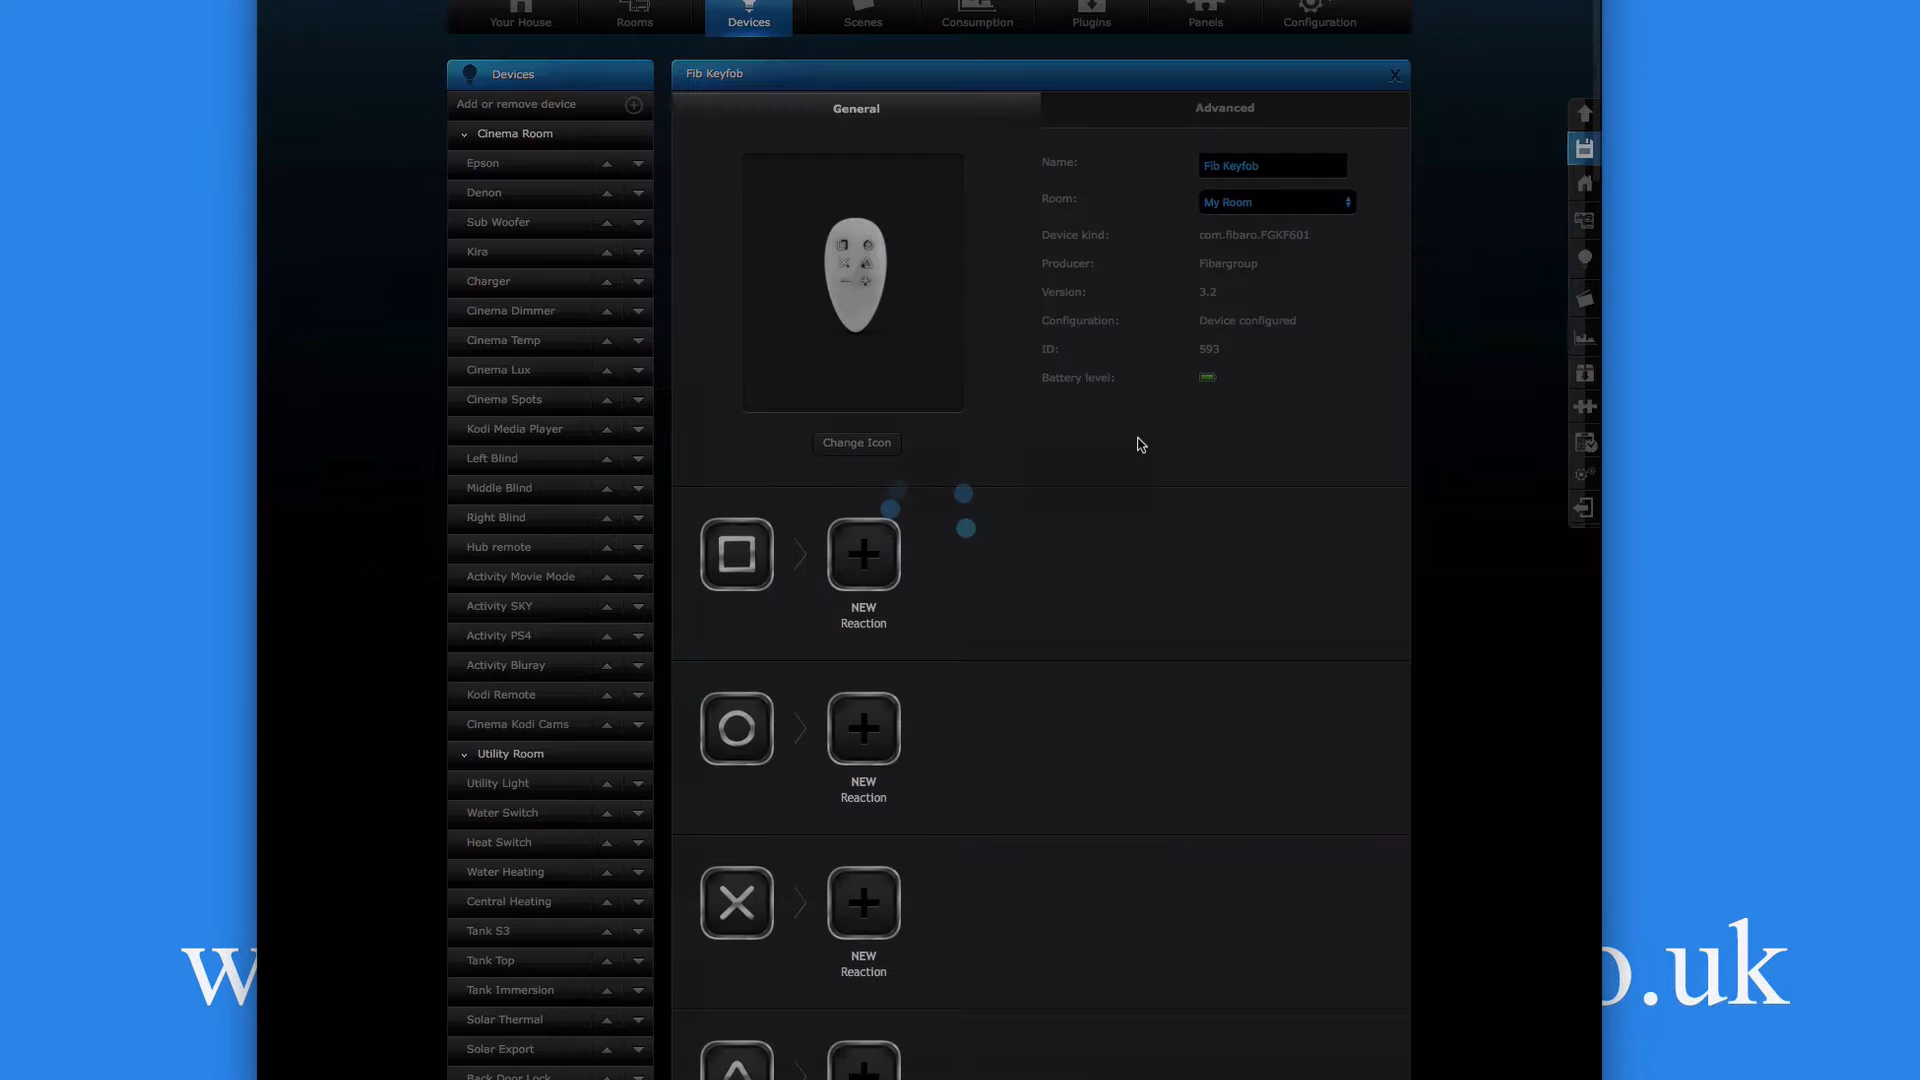 Your House
Rooms
Devices
Scenes
Consumption
Plugins
Panels
Configuration
Devices
Add or remove device
Cinema Room
Epson
Denon
Sub Woofer
Kira
Charger
Cinema Dimmer
Cinema Temp
Cinema Lux
Cinema Spots
Kodi Media Player
Left Blind
Middle Blind
Right Blind
Hub remote
Activity Movie Mode
Activity SKY
Activity PS4
Activity Bluray
Kodi Remote
Cinema Kodi Cams
Utility Room
Utility Light
Water Switch
Heat Switch
Water Heating
Central Heating
Tank S3
Tank Top
Tank Immersion
Solar Thermal
Solar Export
Back Door Lock
Fib Keyfob
X
General
Advanced
Name: Fib Keyfob
Room: My Room
Device kind: com.fibaro.FGKF601
Producer: Fibargroup
Version: 3.2
Configuration: Device configured
ID: 593
Battery level:
Change Icon
NEW
Reaction
NEW
Reaction
NEW
Reaction
.uk